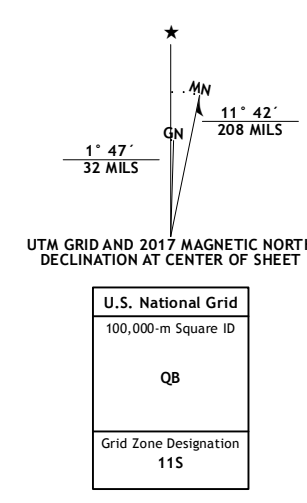 ★
MN
GN
11° 42´
208 MILS
1° 47´
32 MILS
UTM GRID AND 2017 MAGNETIC NORTH
DECLINATION AT CENTER OF SHEET
U.S. National Grid
100,000-m Square ID
QB
Grid Zone Designation
11S